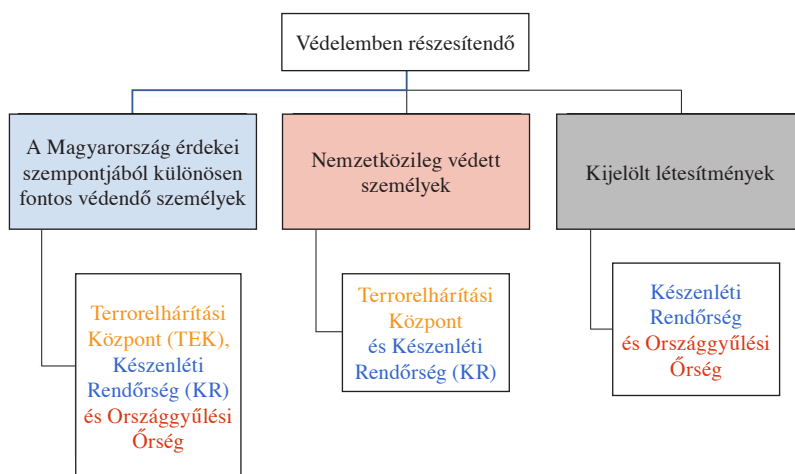 Védelemben részesítendő
A Magyarország érdekei
szempontjából különösen
fontos védendő személyek
Nemzetközileg védett
személyek
Kijelölt létesítmények
Terrorelhárítási
Központ (TEK),
Készenléti
Rendőrség (KR)
és Országgyűlési
Őrség
Terrorelhárítási
Központ
és Készenléti
Rendőrség (KR)
Készenléti
Rendőrség
és Országgyűlési
Őrség